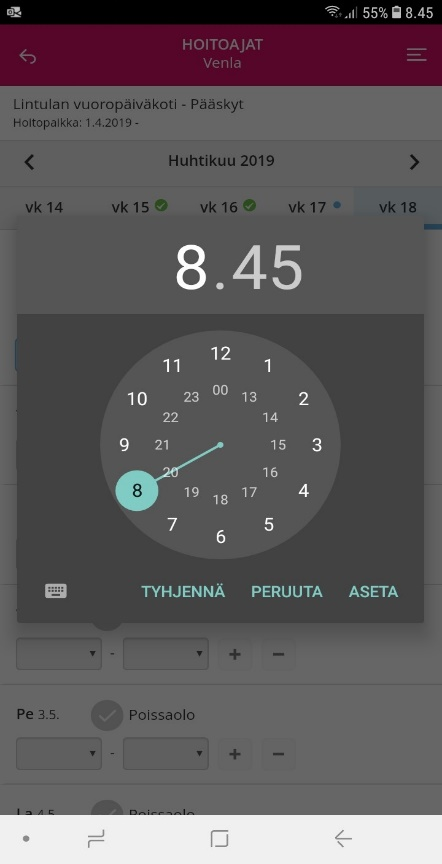 55% 8.45
HOITOAJAT
Venla
Lintulan vuoropäiväkoti - Pääskyt
Hoitopaikka: 1.4.2019 -
Huhtikuu 2019
vk 14 vk 15 vk 16 vk 17 vk 18
8.45
12
11 1
00
23 13
10 2
22 14
9 21 15 3
20 16
8 4
19 17
18
7 5
6
TYHJENNÄ PERUUTA ASETA
- + −
Pe 3.5. Poissaolo
- + −
La 4.5. Poissaolo